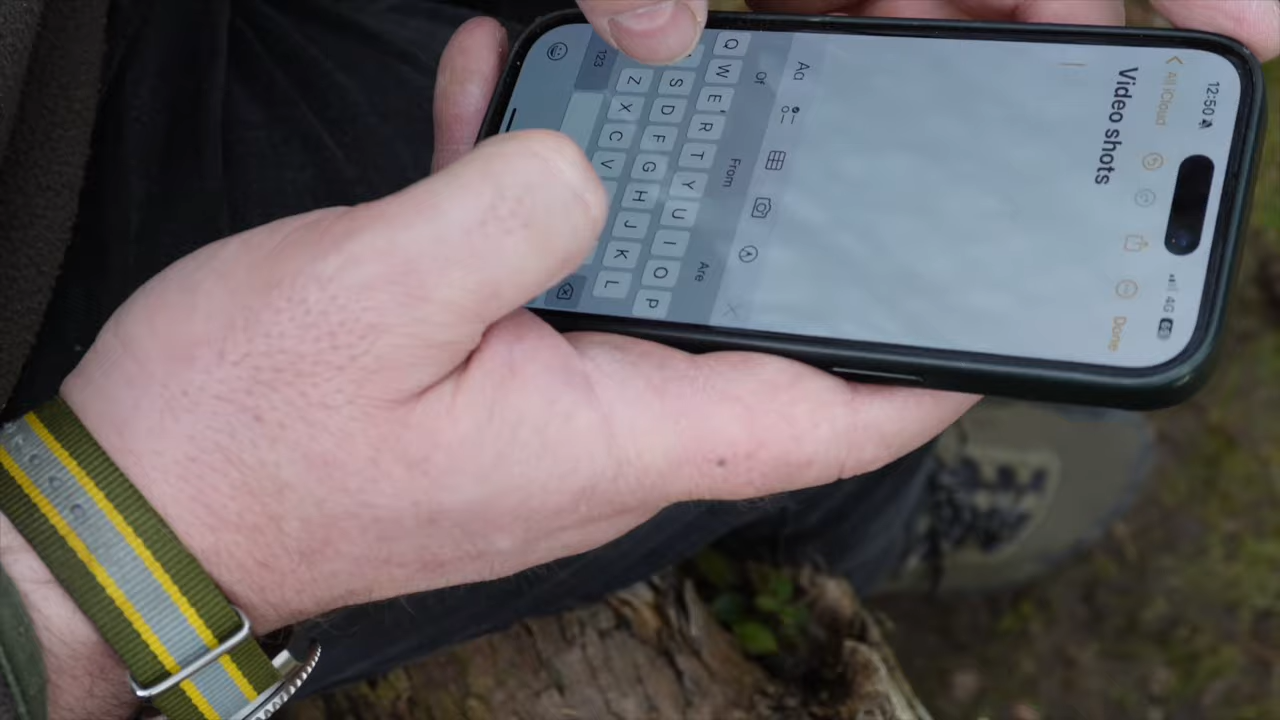 12:50 4G
All iCloud Done
Video shots
Aa
Of From Are
Q W E R T Y U I O P
S D F G H J K L
Z X C V
123